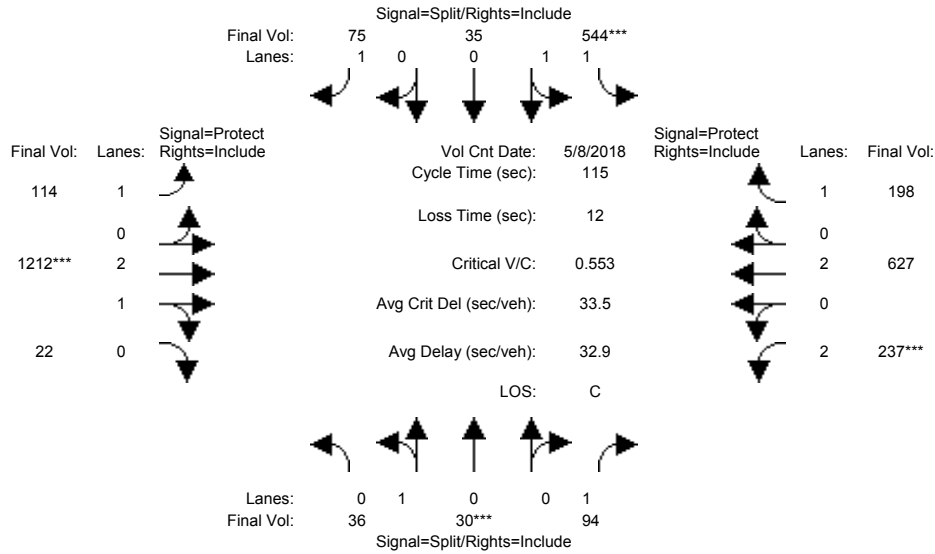 Signal=Split/Rights=Include
Final Vol: 75 35 544***
Lanes: 1 0 0 1 1
Signal=Protect Signal=Protect
Final Vol: Lanes: Rights=Include Vol Cnt Date: 5/8/2018 Rights=Include Lanes: Final Vol:
Cycle Time (sec): 115
114 1 1 198
Loss Time (sec): 12
0 0
1212*** 2 Critical V/C: 0.553 2 627
1 Avg Crit Del (sec/veh): 33.5 0
22 0 Avg Delay (sec/veh): 32.9 2 237***
LOS: C
Lanes: 0 1 0 0 1
Final Vol: 36 30*** 94
Signal=Split/Rights=Include